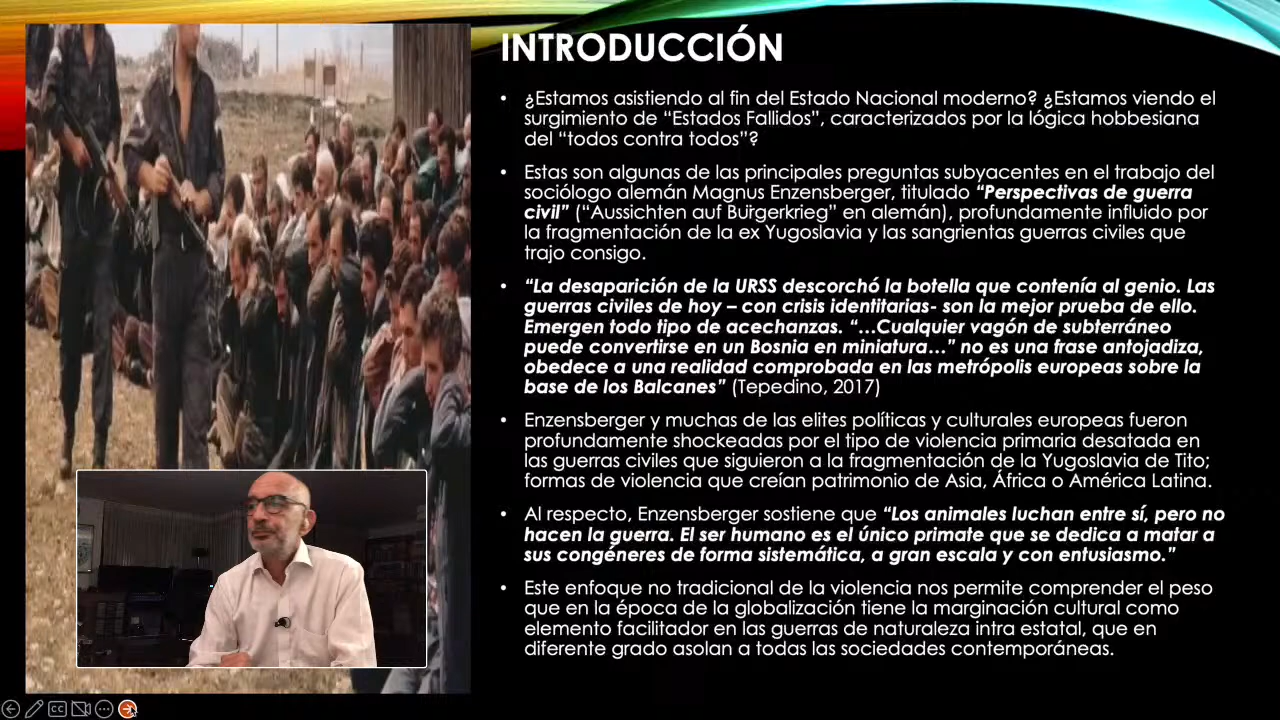 INTRODUCCIÓN
• ¿Estamos asistiendo al fin del Estado Nacional moderno? ¿Estamos viendo el
surgimiento de “Estados Fallidos”, caracterizados por la lógica hobbesiana
del “todos contra todos”?
• Estas son algunas de las principales preguntas subyacentes en el trabajo del
sociólogo alemán Magnus Enzensberger, titulado “Perspectivas de guerra
civil” (“Aussichten auf Bürgerkrieg” en alemán), profundamente influido por
la fragmentación de la ex Yugoslavia y las sangrientas guerras civiles que
trajo consigo.
• “La desaparición de la URSS descorchó la botella que contenía al genio. Las
guerras civiles de hoy – con crisis identitarias- son la mejor prueba de ello.
Emergen todo tipo de acechanzas. “…Cualquier vagón de subterráneo
puede convertirse en un Bosnia en miniatura…” no es una frase antojadiza,
obedece a una realidad comprobada en las metrópolis europeas sobre la
base de los Balcanes” (Tepedino, 2017)
• Enzensberger y muchas de las elites políticas y culturales europeas fueron
profundamente shockeadas por el tipo de violencia primaria desatada en
las guerras civiles que siguieron a la fragmentación de la Yugoslavia de Tito;
formas de violencia que creían patrimonio de Asia, África o América Latina.
• Al respecto, Enzensberger sostiene que “Los animales luchan entre sí, pero no
hacen la guerra. El ser humano es el único primate que se dedica a matar a
sus congéneres de forma sistemática, a gran escala y con entusiasmo.”
• Este enfoque no tradicional de la violencia nos permite comprender el peso
que en la época de la globalización tiene la marginación cultural como
elemento facilitador en las guerras de naturaleza intra estatal, que en
diferente grado asolan a todas las sociedades contemporáneas.
CC